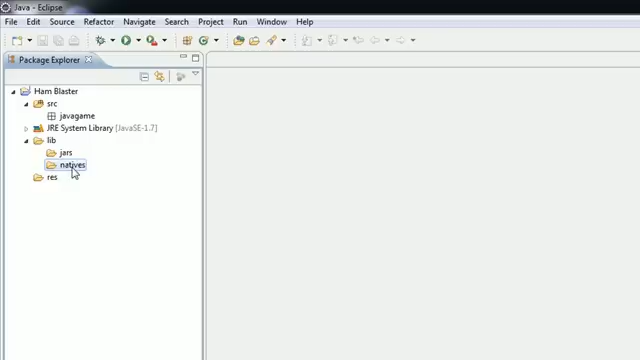 Java - Eclipse
File Edit Source Refactor Navigate Search Project Run Window Help
Package Explorer
Ham Blaster
src
javagame
JRE System Library [JavaSE-1.7]
lib
jars
natives
res